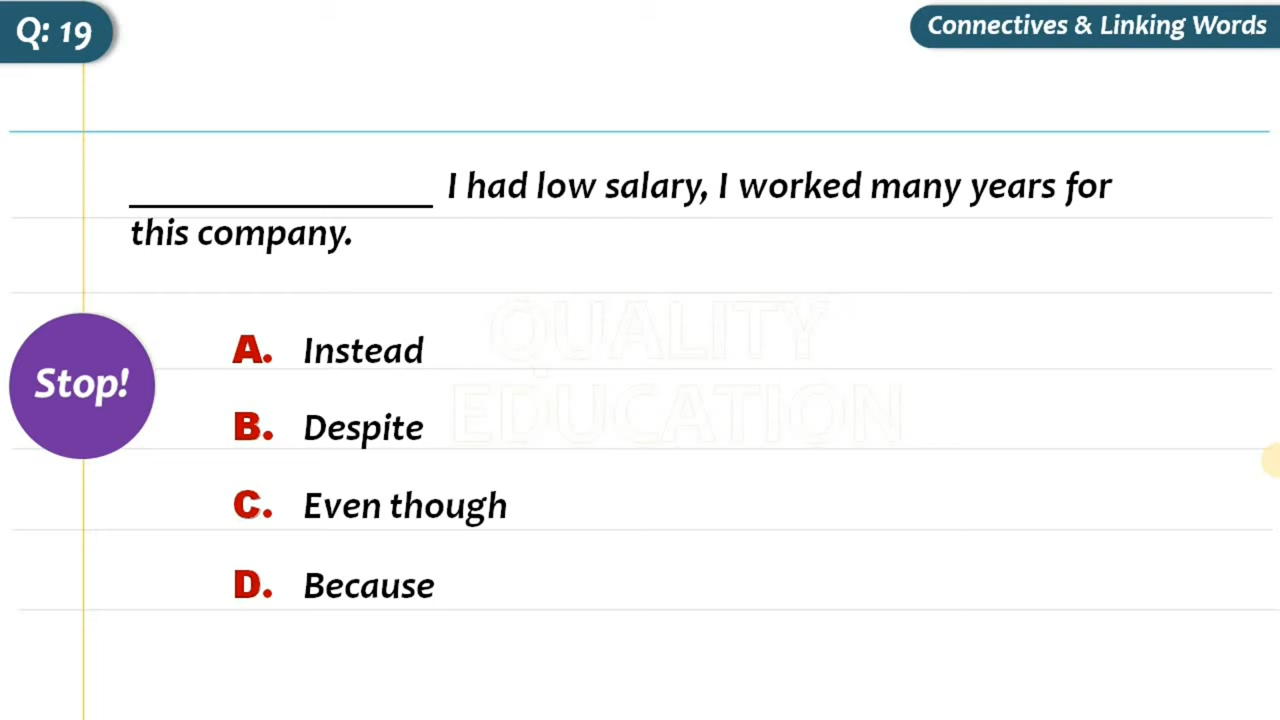 Q: 19
Connectives & Linking Words
_______________ I had low salary, I worked many years for
this company.
QUALITY
EDUCATION
Stop!
A. Instead
B. Despite
C. Even though
D. Because